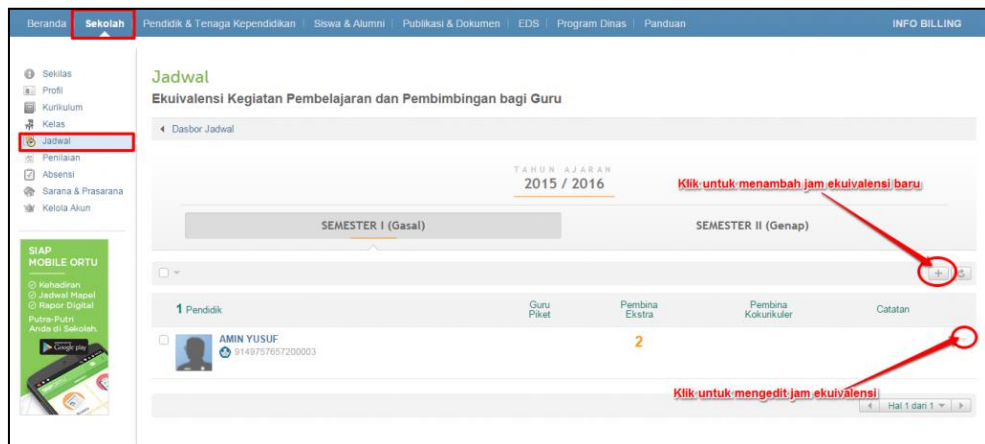 Beranda Sekolah Pendidik & Tenaga Kependidikan Siswa & Alumni Publikasi & Dokumen EDS Program Dinas Panduan INFO BILLING
Sekilas
Profil
Kurikulum
Kelas
Jadwal
Penilaian
Absensi
Sarana & Prasarana
Kelola Akun
SIAP
MOBILE ORTU
Kehadiran
Jadwal Mapel
Rapor Digital
Putra-Putri
Anda di Sekolah.
Google play
Jadwal
Ekuivalensi Kegiatan Pembelajaran dan Pembimbingan bagi Guru
Dasbor Jadwal
TAHUN AJARAN
2015 / 2016
Klik untuk menambah jam ekuivalensi baru
SEMESTER I (Gasal) SEMESTER II (Genap)
1 Pendidik Guru Piket Pembina Ekstra Pembina Kokurikuler Catatan
AMIN YUSUF
9149757657200003
2
Klik untuk mengedit jam ekuivalensi
Hal 1 dari 1